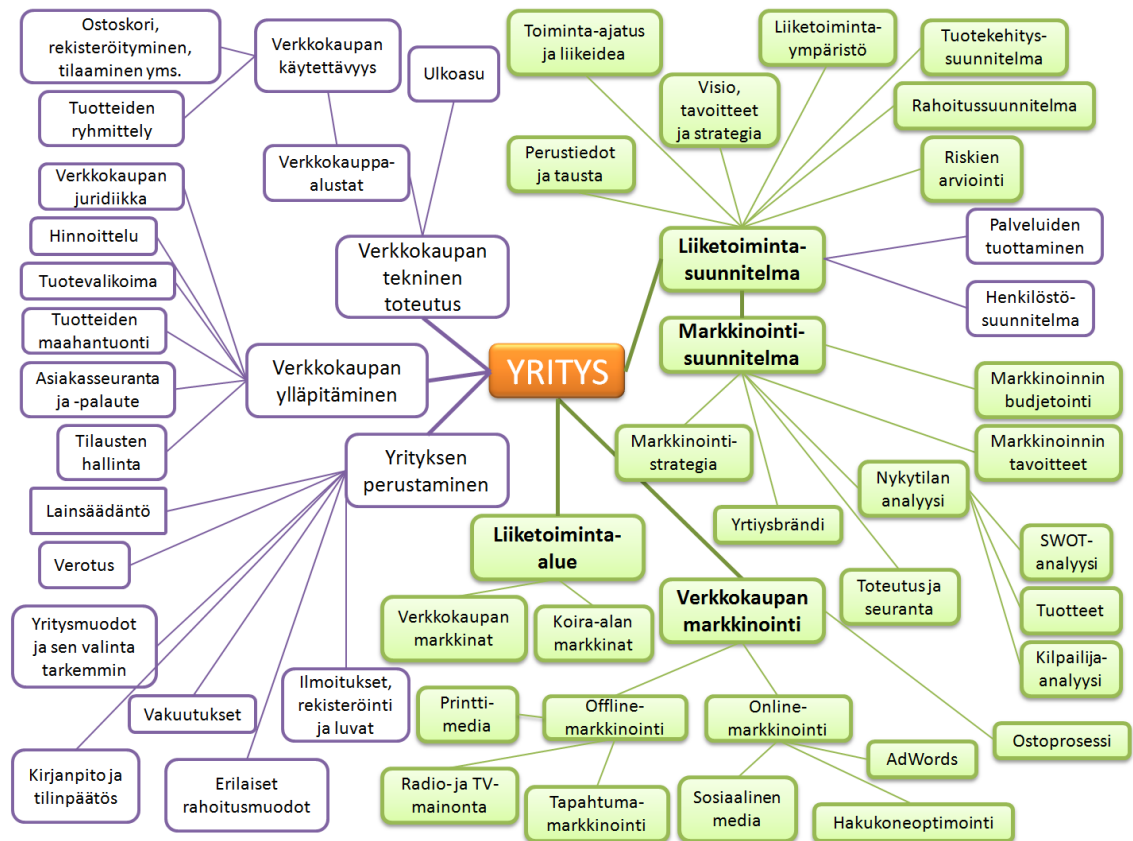 Ostoskori,
rekisteröityminen,
tilaaminen yms.
Verkkokaupan
käytettävyys
Ulkoasu
Tuotteiden
ryhmittely
Verkkokauppa-
alustat
Verkkokaupan
tekninen
toteutus
Verkkokaupan
juridiikka
Hinnoittelu
Tuotevalikoima
Tuotteiden
maahantuonti
Asiakasseuranta
ja -palaute
Tilausten
hallinta
Verkkokaupan
ylläpitäminen
Yrityksen
perustaminen
Lainsäädäntö
Verotus
Yritysmuodot
ja sen valinta
tarkemmin
Vakuutukset
Kirjanpito ja
tilinpäätös
Erilaiset
rahoitusmuodot
Ilmoitukset,
rekisteröinti
ja luvat
YRITYS
Toiminta-ajatus
ja liikeidea
Liiketoiminta-
ympäristö
Tuotekehitys-
suunnitelma
Visio,
tavoitteet
ja strategia
Rahoitussuunnitelma
Perustiedot
ja tausta
Riskien
arviointi
Liiketoiminta-
suunnitelma
Palveluiden
tuottaminen
Henkilöstö-
suunnitelma
Markkinointi-
suunnitelma
Markkinoinnin
budjetointi
Markkinoinnin
tavoitteet
Markkinointi-
strategia
Nykytilan
analyysi
Yrtiysbrändi
SWOT-
analyysi
Toteutus ja
seuranta
Tuotteet
Kilpailija-
analyysi
Liiketoiminta-
alue
Verkkokaupan
markkinat
Koira-alan
markkinat
Verkkokaupan
markkinointi
Printti-
media
Offline-
markkinointi
Online-
markkinointi
Ostoprosessi
AdWords
Radio- ja TV-
mainonta
Tapahtuma-
markkinointi
Sosiaalinen
media
Hakukoneoptimointi